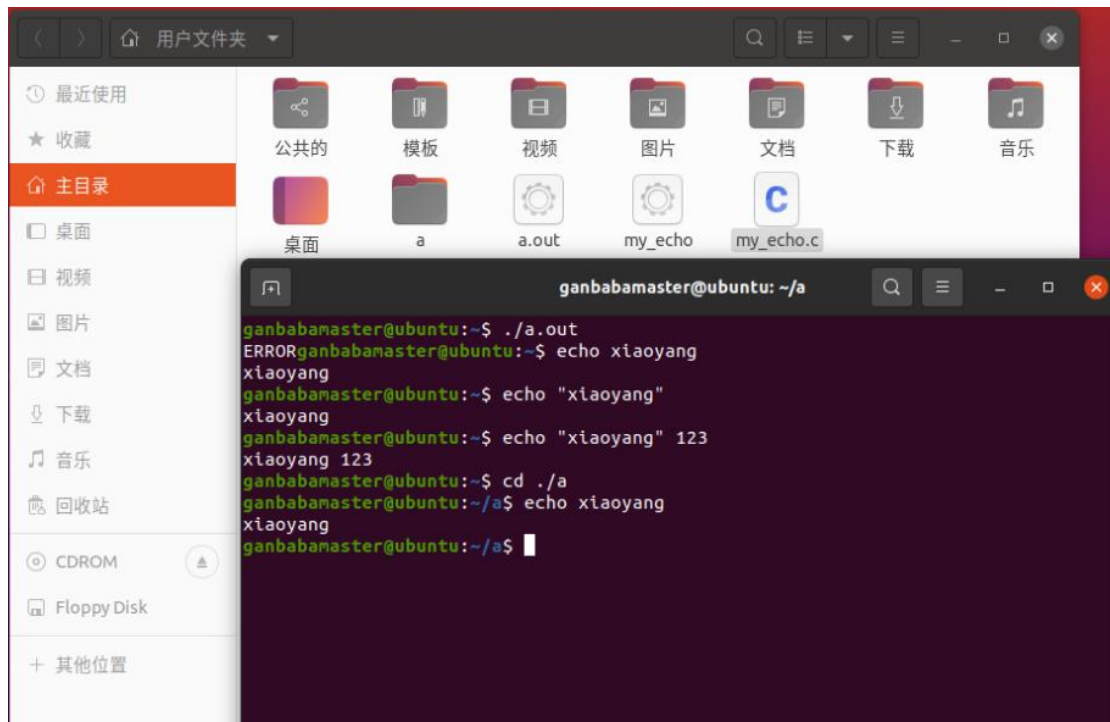 用户文件夹
最近使用
收藏
主目录
桌面
视频
图片
文档
下载
音乐
回收站
CDROM
Floppy Disk
其他位置
公共的 模板 视频 图片 文档 下载 音乐
桌面 a a.out my_echo my_echo.c
C
ganbabamaster@ubuntu: ~/a
ganbabamaster@ubuntu:~$ ./a.out
ERRORganbabamaster@ubuntu:~$ echo xiaoyang
xiaoyang
ganbabamaster@ubuntu:~$ echo "xiaoyang"
xiaoyang
ganbabamaster@ubuntu:~$ echo "xiaoyang" 123
xiaoyang 123
ganbabamaster@ubuntu:~$ cd ./a
ganbabamaster@ubuntu:~/a$ echo xiaoyang
xiaoyang
ganbabamaster@ubuntu:~/a$